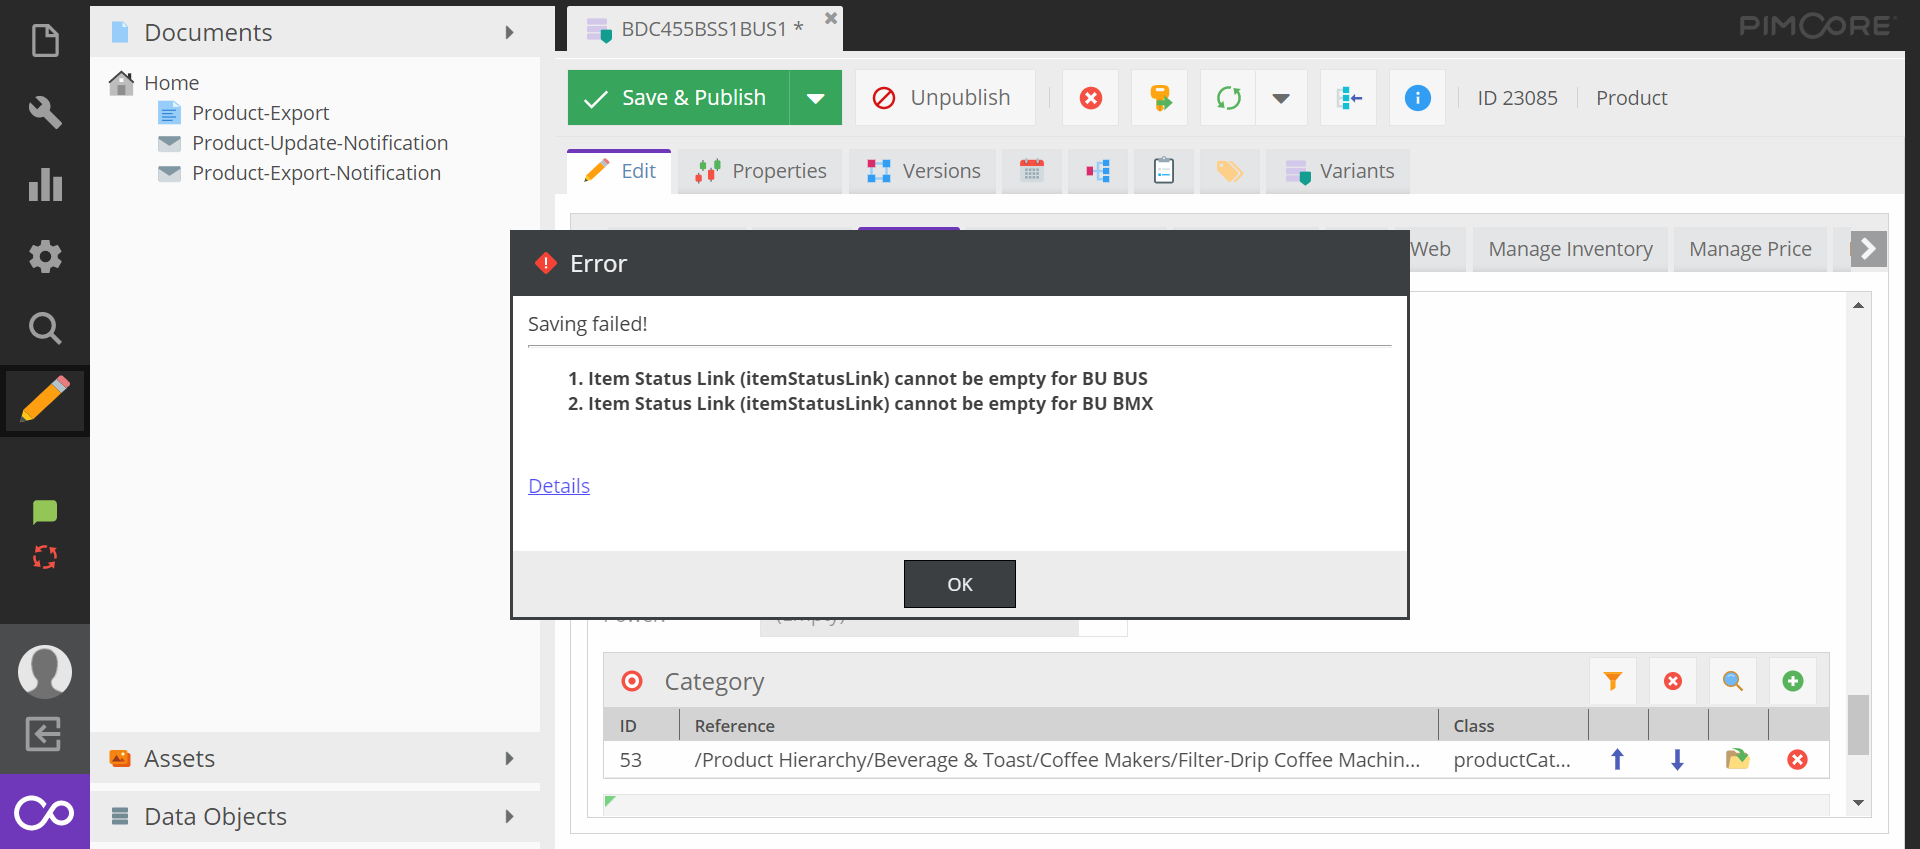 Documents
Home
Product-Export
Product-Update-Notification
Product-Export-Notification
Assets
Data Objects
BDC455BSS1BUS1 *
PIMCORE
Save & Publish
Unpublish
ID 23085
Product
Edit
Properties
Versions
Variants
Web
Manage Inventory
Manage Price
Error
Saving failed!
1. Item Status Link (itemStatusLink) cannot be empty for BU BUS
2. Item Status Link (itemStatusLink) cannot be empty for BU BMX
Details
OK
Category
ID Reference Class
53 /Product Hierarchy/Beverage & Toast/Coffee Makers/Filter-Drip Coffee Machin... productCat...